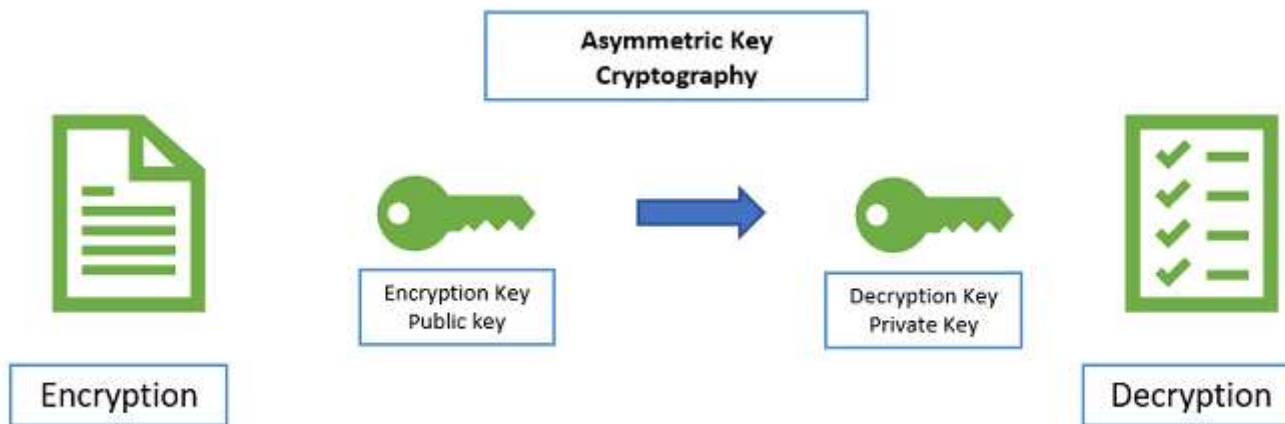 Asymmetric Key
Cryptography
Encryption Key
Public key
Decryption Key
Private Key
Encryption
Decryption